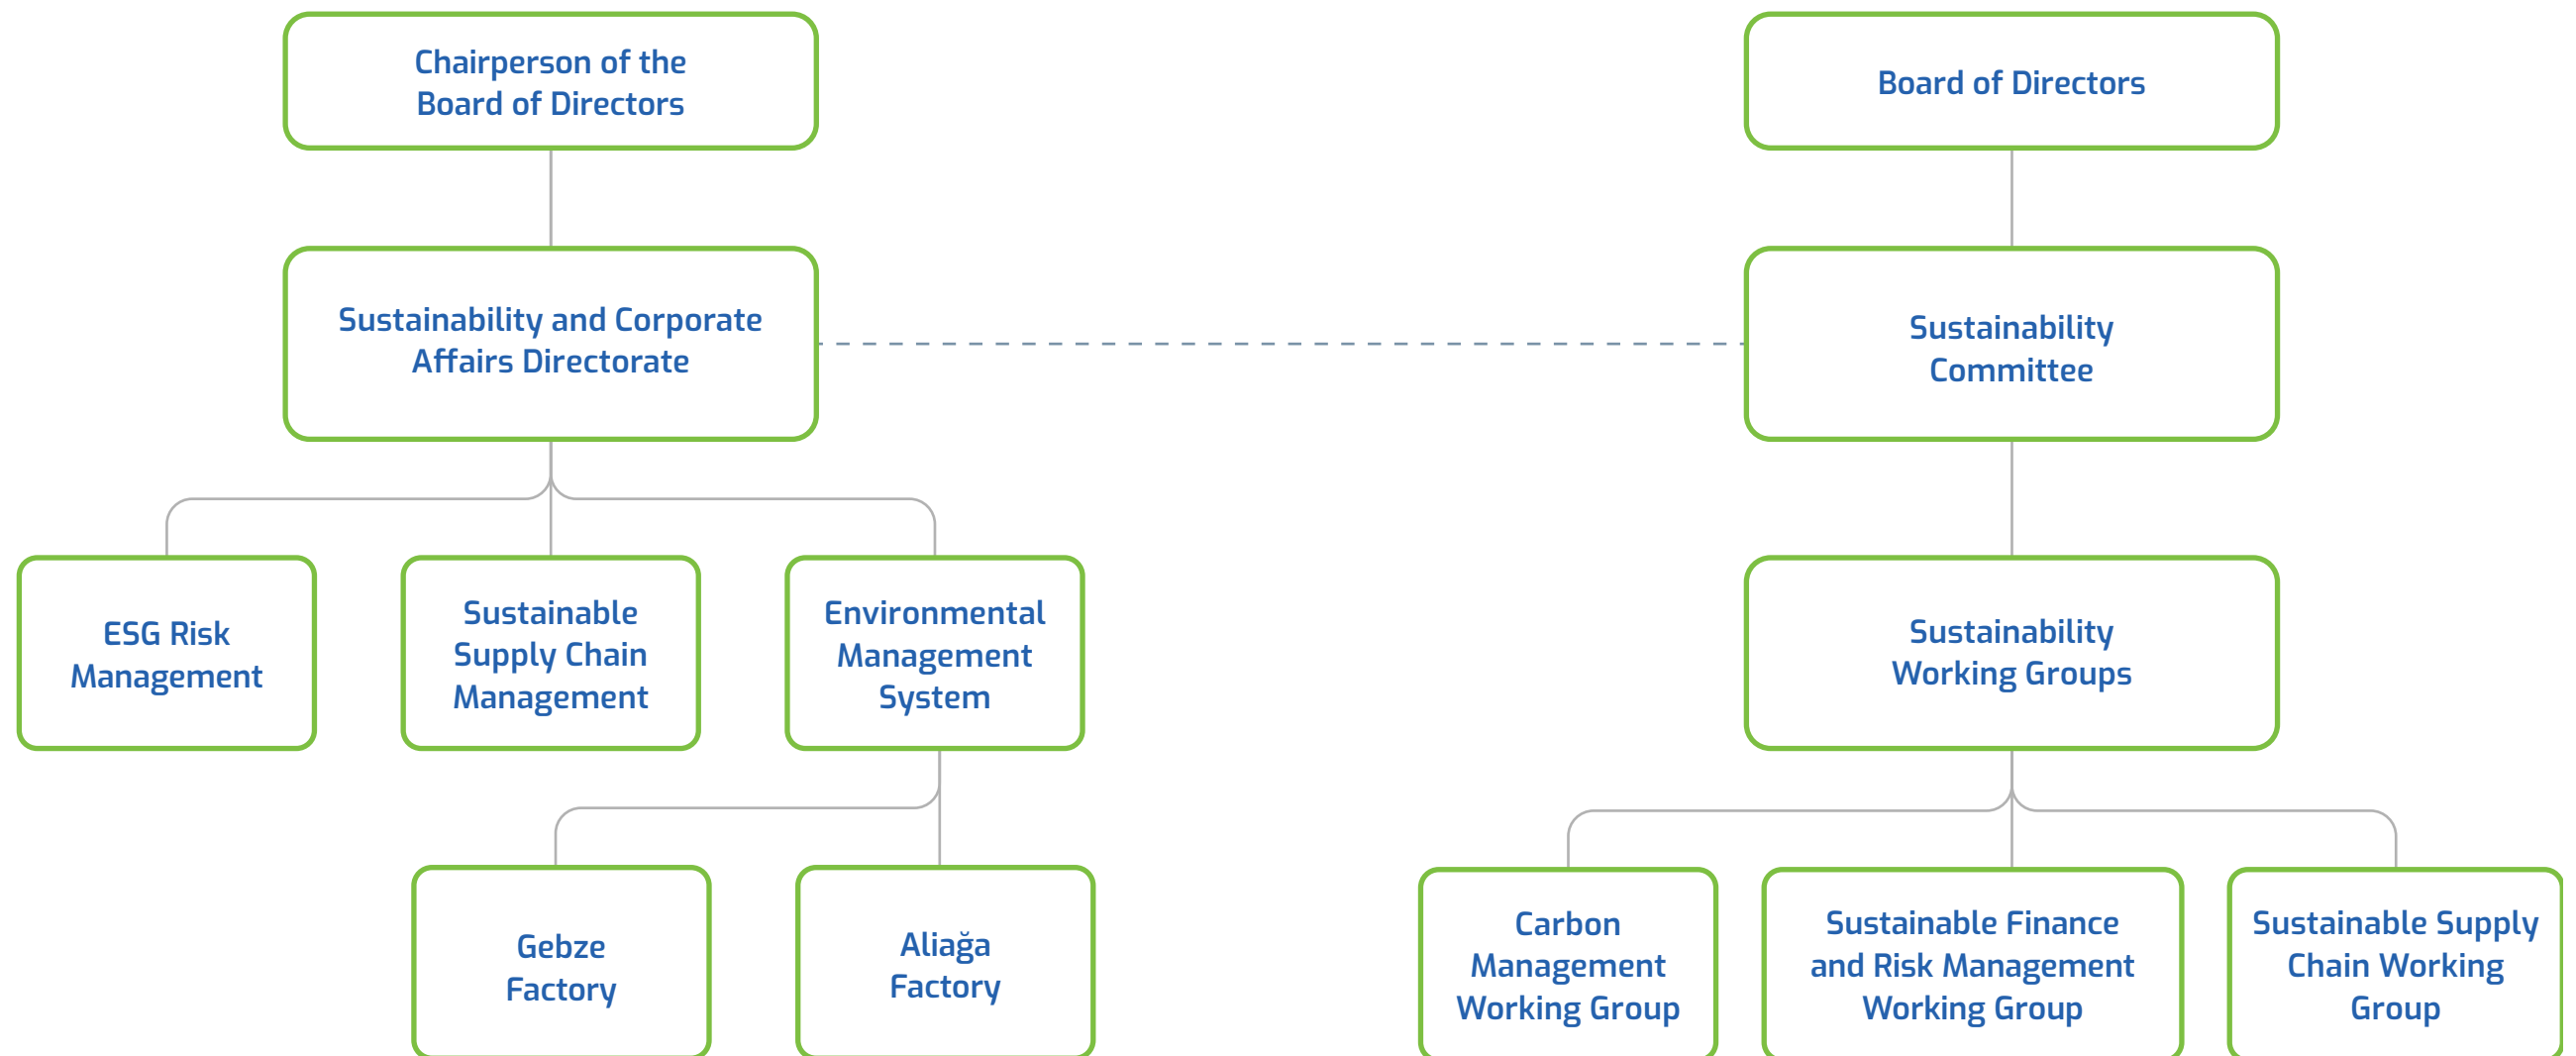 Chairperson of the
Board of Directors
Board of Directors
Sustainability and Corporate
Affairs Directorate
Sustainability
Committee
ESG Risk
Management
Sustainable
Supply Chain
Management
Environmental
Management
System
Sustainability
Working Groups
Gebze
Factory
Aliağa
Factory
Carbon
Management
Working Group
Sustainable Finance
and Risk Management
Working Group
Sustainable Supply
Chain Working
Group